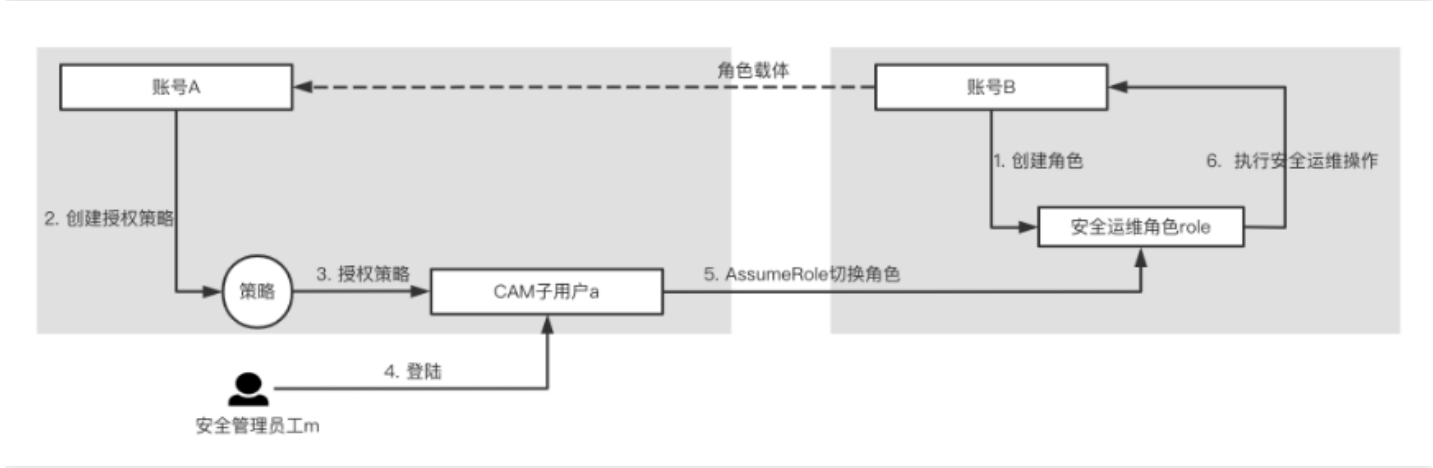 角色载体
账号A
账号B
1. 创建角色
6. 执行安全运维操作
2. 创建授权策略
安全运维角色role
3. 授权策略
5. AssumeRole切换角色
策略
CAM子用户a
4. 登陆
安全管理员工m